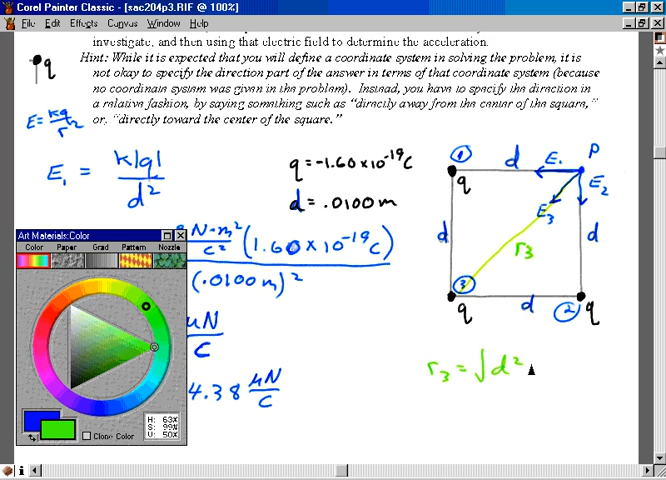 Corel Painter Classic - [sac204p3.RIF @ 100%]
File Edit Effects Canvas Window Help
investigate, and then using that electric field to determine the acceleration.
Hint: While it is expected that you will define a coordinate system in solving the problem, it is
not okay to specify the direction part of the answer in terms of that coordinate system (because
no coordinate system was given in the problem). Instead, you have to specify the direction in
a relative fashion, by saying something such as "directly away from the center of the square,"
or, "directly toward the center of the square."
q
E = kq/r²
E₁ = k|q|/d²
q = -1.60 × 10⁻¹⁹ C
d = .0100 m
N·m²/C² (1.60 × 10⁻¹⁹ C)
(.0100 m)²
μN/C
4.38 μN/C
1 d E₁ P
q E₂
E₃
d r₃ d
3
q d 2 q
r₃ = √d²
Art Materials:Color
Color Paper Grad Pattern Nozzle
H: 63%
S: 99%
V: 50%
Clone Color